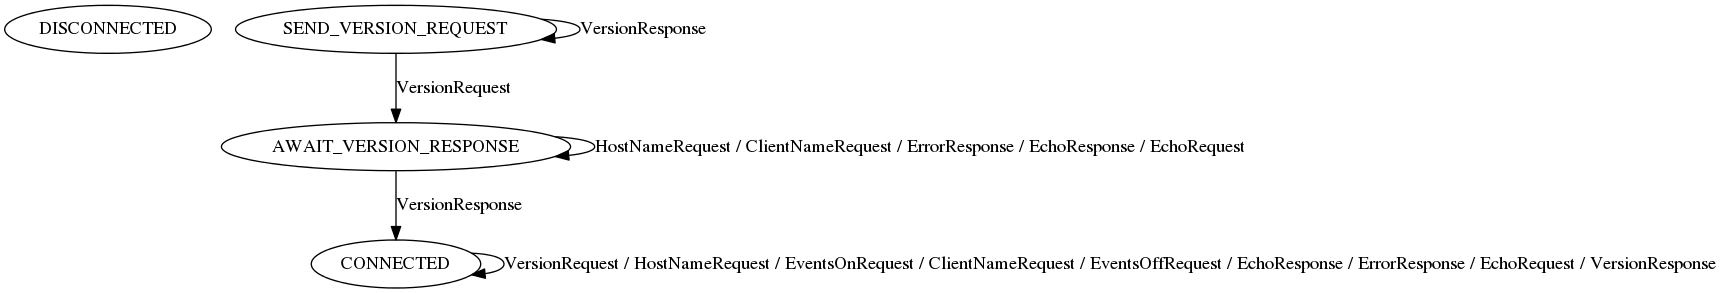 DISCONNECTED
SEND_VERSION_REQUEST
VersionResponse
VersionRequest
AWAIT_VERSION_RESPONSE
HostNameRequest / ClientNameRequest / ErrorResponse / EchoResponse / EchoRequest
VersionResponse
CONNECTED
VersionRequest / HostNameRequest / EventsOnRequest / ClientNameRequest / EventsOffRequest / EchoResponse / ErrorResponse / EchoRequest / VersionResponse